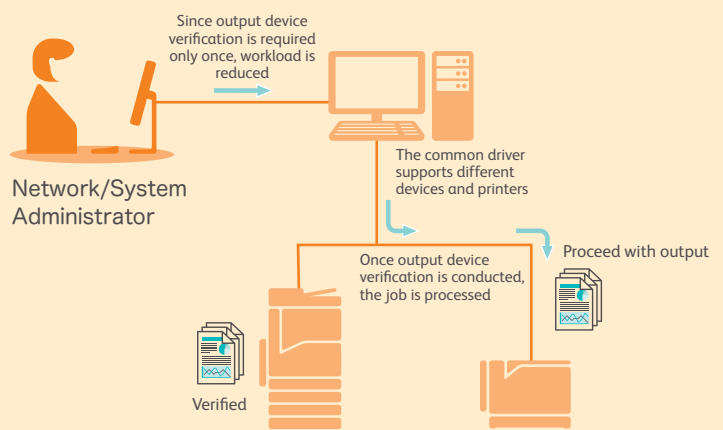 Since output device
verification is required
only once, workload is
reduced
Network/System
Administrator
The common driver
supports different
devices and printers
Once output device
verification is conducted,
the job is processed
Proceed with output
Verified